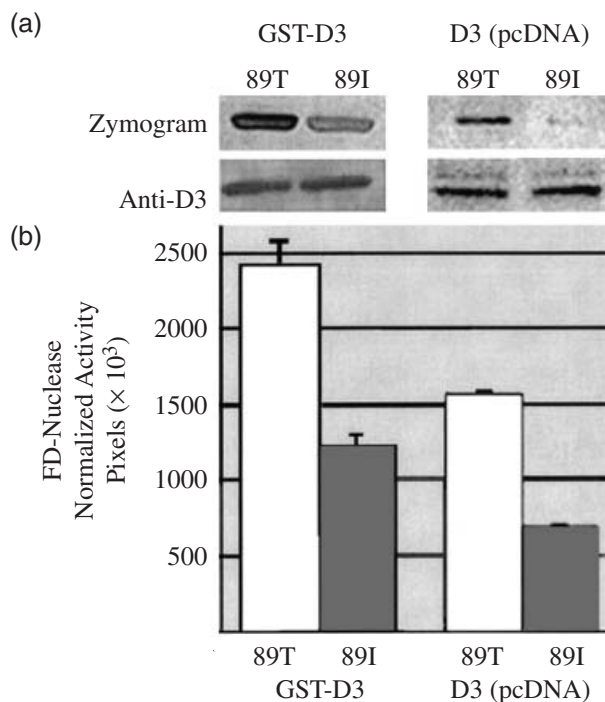 (a)
GST-D3 D3 (pcDNA)
89T 89I 89T 89I
Zymogram
Anti-D3
(b)
FD-Nuclease
Normalized Activity
Pixels (× 10³)
2500
2000
1500
1000
500
89T 89I 89T 89I
GST-D3 D3 (pcDNA)